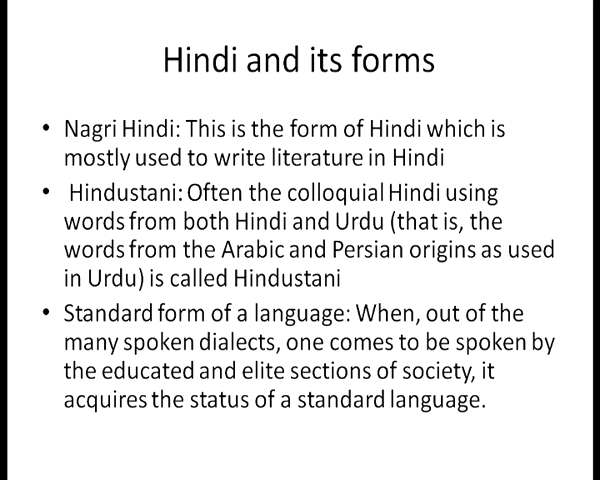 Hindi and its forms
• Nagri Hindi: This is the form of Hindi which is
mostly used to write literature in Hindi
• Hindustani: Often the colloquial Hindi using
words from both Hindi and Urdu (that is, the
words from the Arabic and Persian origins as used
in Urdu) is called Hindustani
• Standard form of a language: When, out of the
many spoken dialects, one comes to be spoken by
the educated and elite sections of society, it
acquires the status of a standard language.